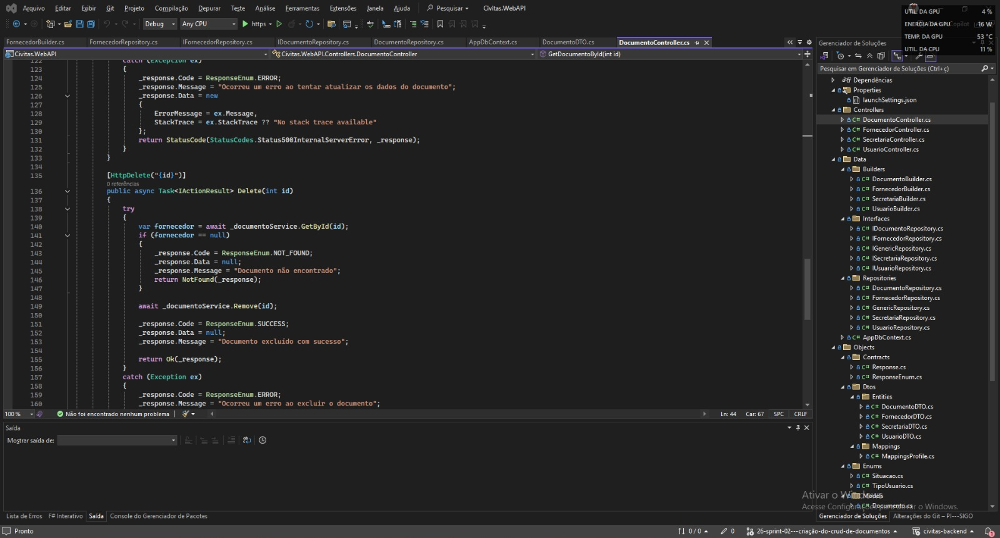 Arquivo Editar Exibir Git Projeto Compilação Depurar Teste Análise Ferramentas Extensões Janela Ajuda Pesquisar Civitas.WebAPI
UTIL. DA GPU 4 %
ENERGIA DA GPU 16 W
TEMP. DA GPU 53 °C
UTIL. DA CPU 11 %
Debug Any CPU https
FornecedorBuilder.cs FornecedorRepository.cs IFornecedorRepository.cs IDocumentoRepository.cs DocumentoRepository.cs AppDbContext.cs DocumentoDTO.cs DocumentoController.cs
Civitas.WebAPI Civitas.WebAPI.Controllers.DocumentoController GetDocumentoById(int id)
122 catch (Exception ex)
123 {
124 _response.Code = ResponseEnum.ERROR;
125 _response.Message = "Ocorreu um erro ao tentar atualizar os dados do documento";
126 _response.Data = new
127 {
128 ErrorMessage = ex.Message,
129 StackTrace = ex.StackTrace ?? "No stack trace available"
130 };
131 return StatusCode(StatusCodes.Status500InternalServerError, _response);
132 }
133 }
134
135 [HttpDelete("{id}")]
0 referências
136 public async Task<IActionResult> Delete(int id)
137 {
138 try
139 {
140 var fornecedor = await _documentoService.GetById(id);
141 if (fornecedor == null)
142 {
143 _response.Code = ResponseEnum.NOT_FOUND;
144 _response.Data = null;
145 _response.Message = "Documento não encontrado";
146 return NotFound(_response);
147 }
148
149 await _documentoService.Remove(id);
150
151 _response.Code = ResponseEnum.SUCCESS;
152 _response.Data = null;
153 _response.Message = "Documento excluído com sucesso";
154
155 return Ok(_response);
156 }
157 catch (Exception ex)
158 {
159 _response.Code = ResponseEnum.ERROR;
160 _response.Message = "Ocorreu um erro ao excluir o documento";
100 % Não foi encontrado nenhum problema Ln: 44 Car: 67 SPC CRLF
Saída
Mostrar saída de:
Lista de Erros F# Interativo Saída Console do Gerenciador de Pacotes
Gerenciador de Soluções
Pesquisar em Gerenciador de Soluções (Ctrl+ç)
Dependências
Properties
launchSettings.json
Controllers
C# DocumentoController.cs
C# FornecedorController.cs
C# SecretariaController.cs
C# UsuarioController.cs
Data
Builders
C# DocumentoBuilder.cs
C# FornecedorBuilder.cs
C# SecretariaBuilder.cs
C# UsuarioBuilder.cs
Interfaces
C# IDocumentoRepository.cs
C# IFornecedorRepository.cs
C# IGenericRepository.cs
C# ISecretariaRepository.cs
C# IUsuarioRepository.cs
Repositories
C# DocumentoRepository.cs
C# FornecedorRepository.cs
C# GenericRepository.cs
C# SecretariaRepository.cs
C# UsuarioRepository.cs
C# AppDbContext.cs
Objects
Contracts
C# Response.cs
C# ResponseEnum.cs
Dtos
Entities
C# DocumentoDTO.cs
C# FornecedorDTO.cs
C# SecretariaDTO.cs
C# UsuarioDTO.cs
Mappings
C# MappingsProfile.cs
Enums
C# Situacao.cs
C# TipoUsuario.cs
Models
C# Documento.cs
Ativar o Windows
Acesse Configurações para ativar o Windows.
Gerenciador de Soluções Alterações do Git – PI---SIGO
Pronto 0 / 0 0 26-sprint-02---criação-do-crud-de-documentos civitas-backend 1